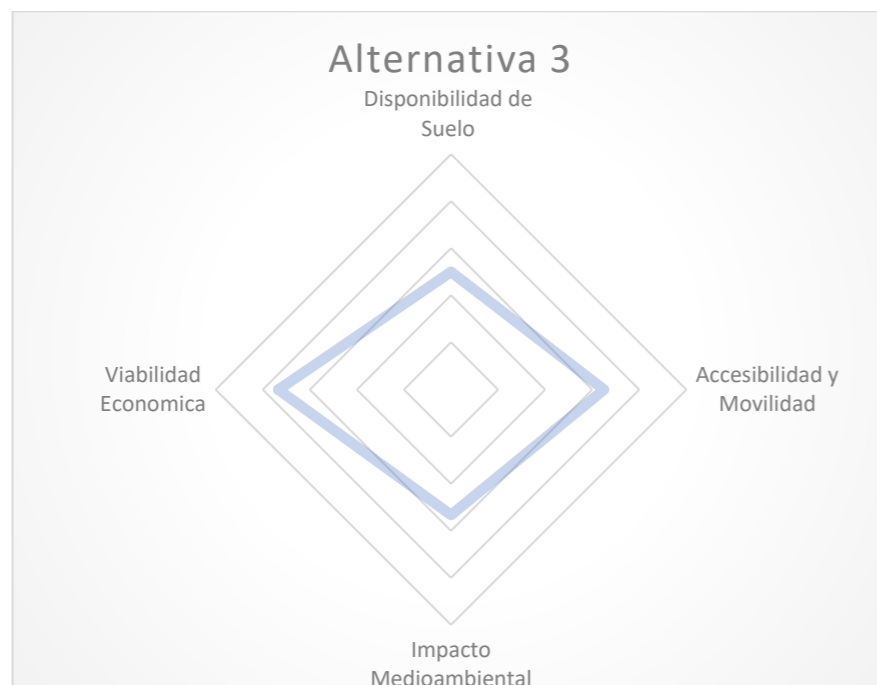 Alternativa 3
Disponibilidad de
Suelo
Accesibilidad y
Movilidad
Viabilidad
Economica
Impacto
Medioambiental